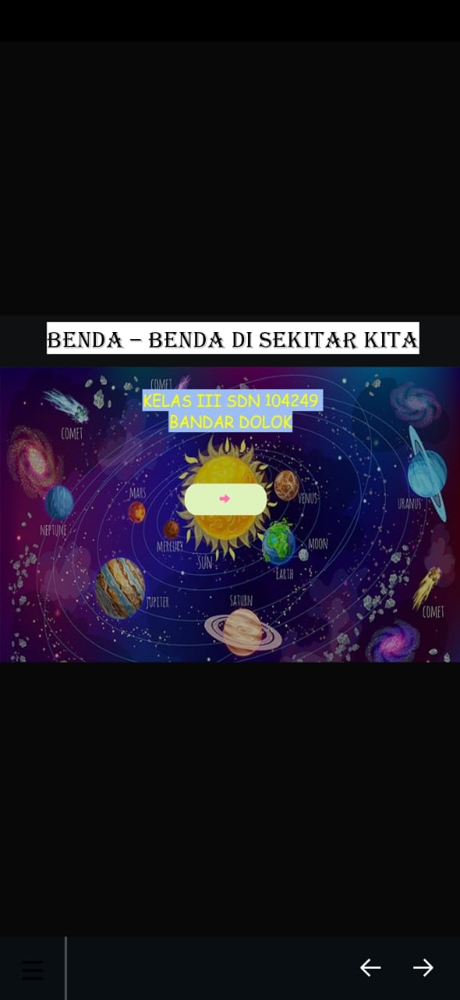 BENDA – BENDA DI SEKITAR KITA
COMET
KELAS III SDN 104249
BANDAR DOLOK
COMET
MARS
VENUS
URANUS
NEPTUNE
MERCURY
MOON
SUN
EARTH
JUPITER
SATURN
COMET